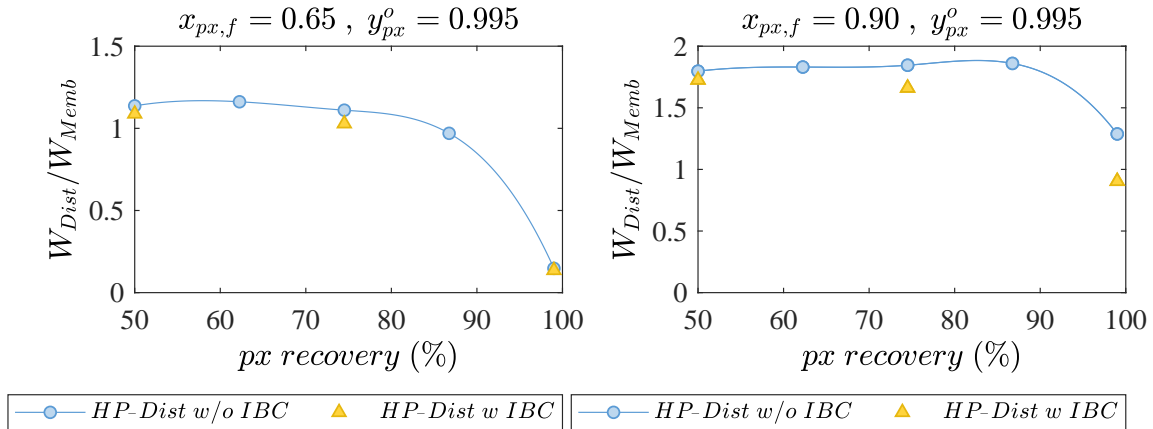 x_{px,f} = 0.65 , y^o_{px} = 0.995
1.5
1
0.5
0
W_{Dist}/W_{Memb}
50 60 70 80 90 100
px recovery (%)
HP-Dist w/o IBC HP-Dist w IBC
x_{px,f} = 0.90 , y^o_{px} = 0.995
2
1.5
1
0.5
0
W_{Dist}/W_{Memb}
50 60 70 80 90 100
px recovery (%)
HP-Dist w/o IBC HP-Dist w IBC